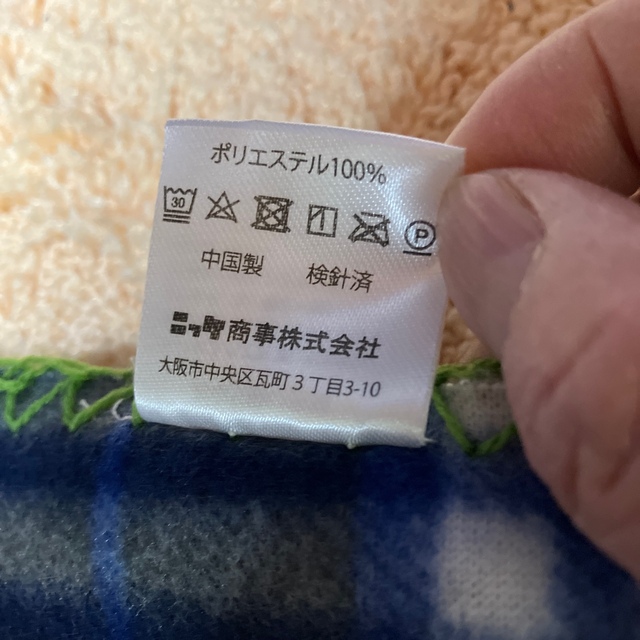 ポリエステル100%
30 P
中国製 検針済
ニッケ商事株式会社
大阪市中央区瓦町3丁目3-10